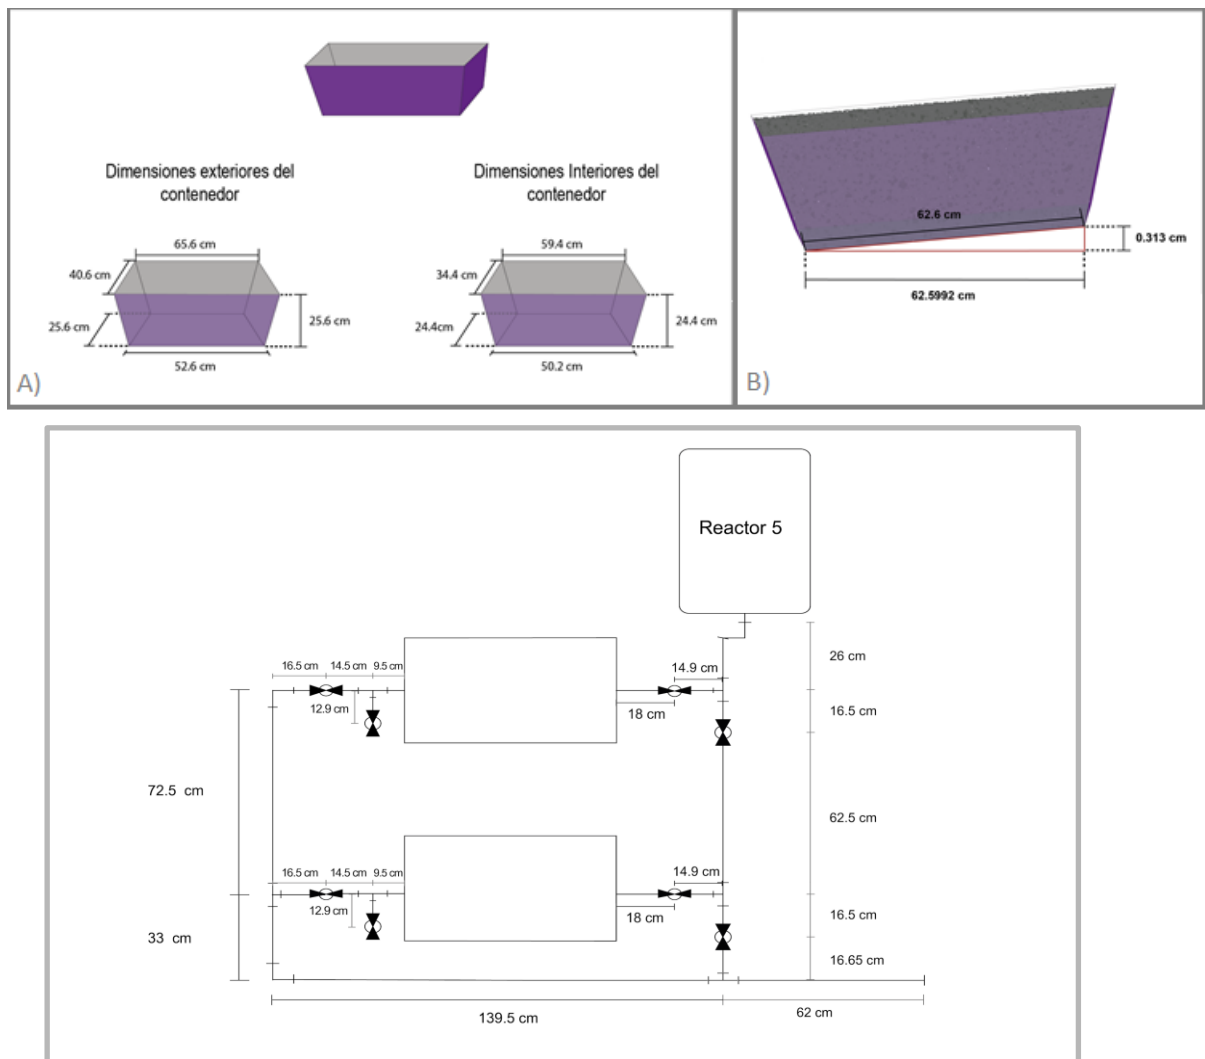 Dimensiones exteriores del
contenedor
65.6 cm
40.6 cm
25.6 cm
25.6 cm
52.6 cm
Dimensiones Interiores del
contenedor
59.4 cm
34.4 cm
24.4cm
24.4 cm
50.2 cm
A)
62.6 cm
0.313 cm
62.5992 cm
B)
Reactor 5
26 cm
16.5 cm 14.5 cm 9.5 cm
14.9 cm
12.9 cm
18 cm
16.5 cm
72.5 cm
62.5 cm
16.5 cm 14.5 cm 9.5 cm
14.9 cm
12.9 cm
18 cm
16.5 cm
33 cm
16.65 cm
139.5 cm
62 cm